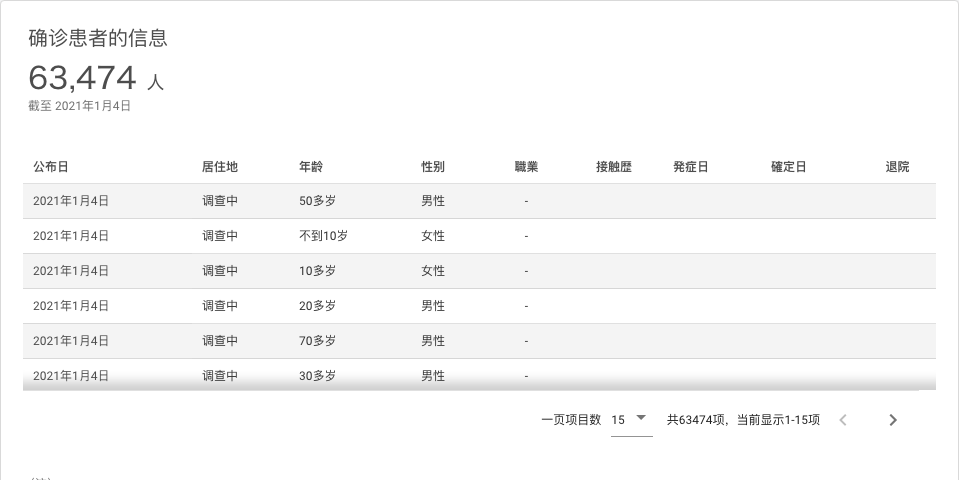 确诊患者的信息
63,474 人
截至 2021年1月4日
公布日 居住地 年龄 性别 職業 接触歴 発症日 確定日 退院
2021年1月4日 调查中 50多岁 男性 -
2021年1月4日 调查中 不到10岁 女性 -
2021年1月4日 调查中 10多岁 女性 -
2021年1月4日 调查中 20多岁 男性 -
2021年1月4日 调查中 70多岁 男性 -
2021年1月4日 调查中 30多岁 男性 -
一页项目数 15 共63474项，当前显示1-15项